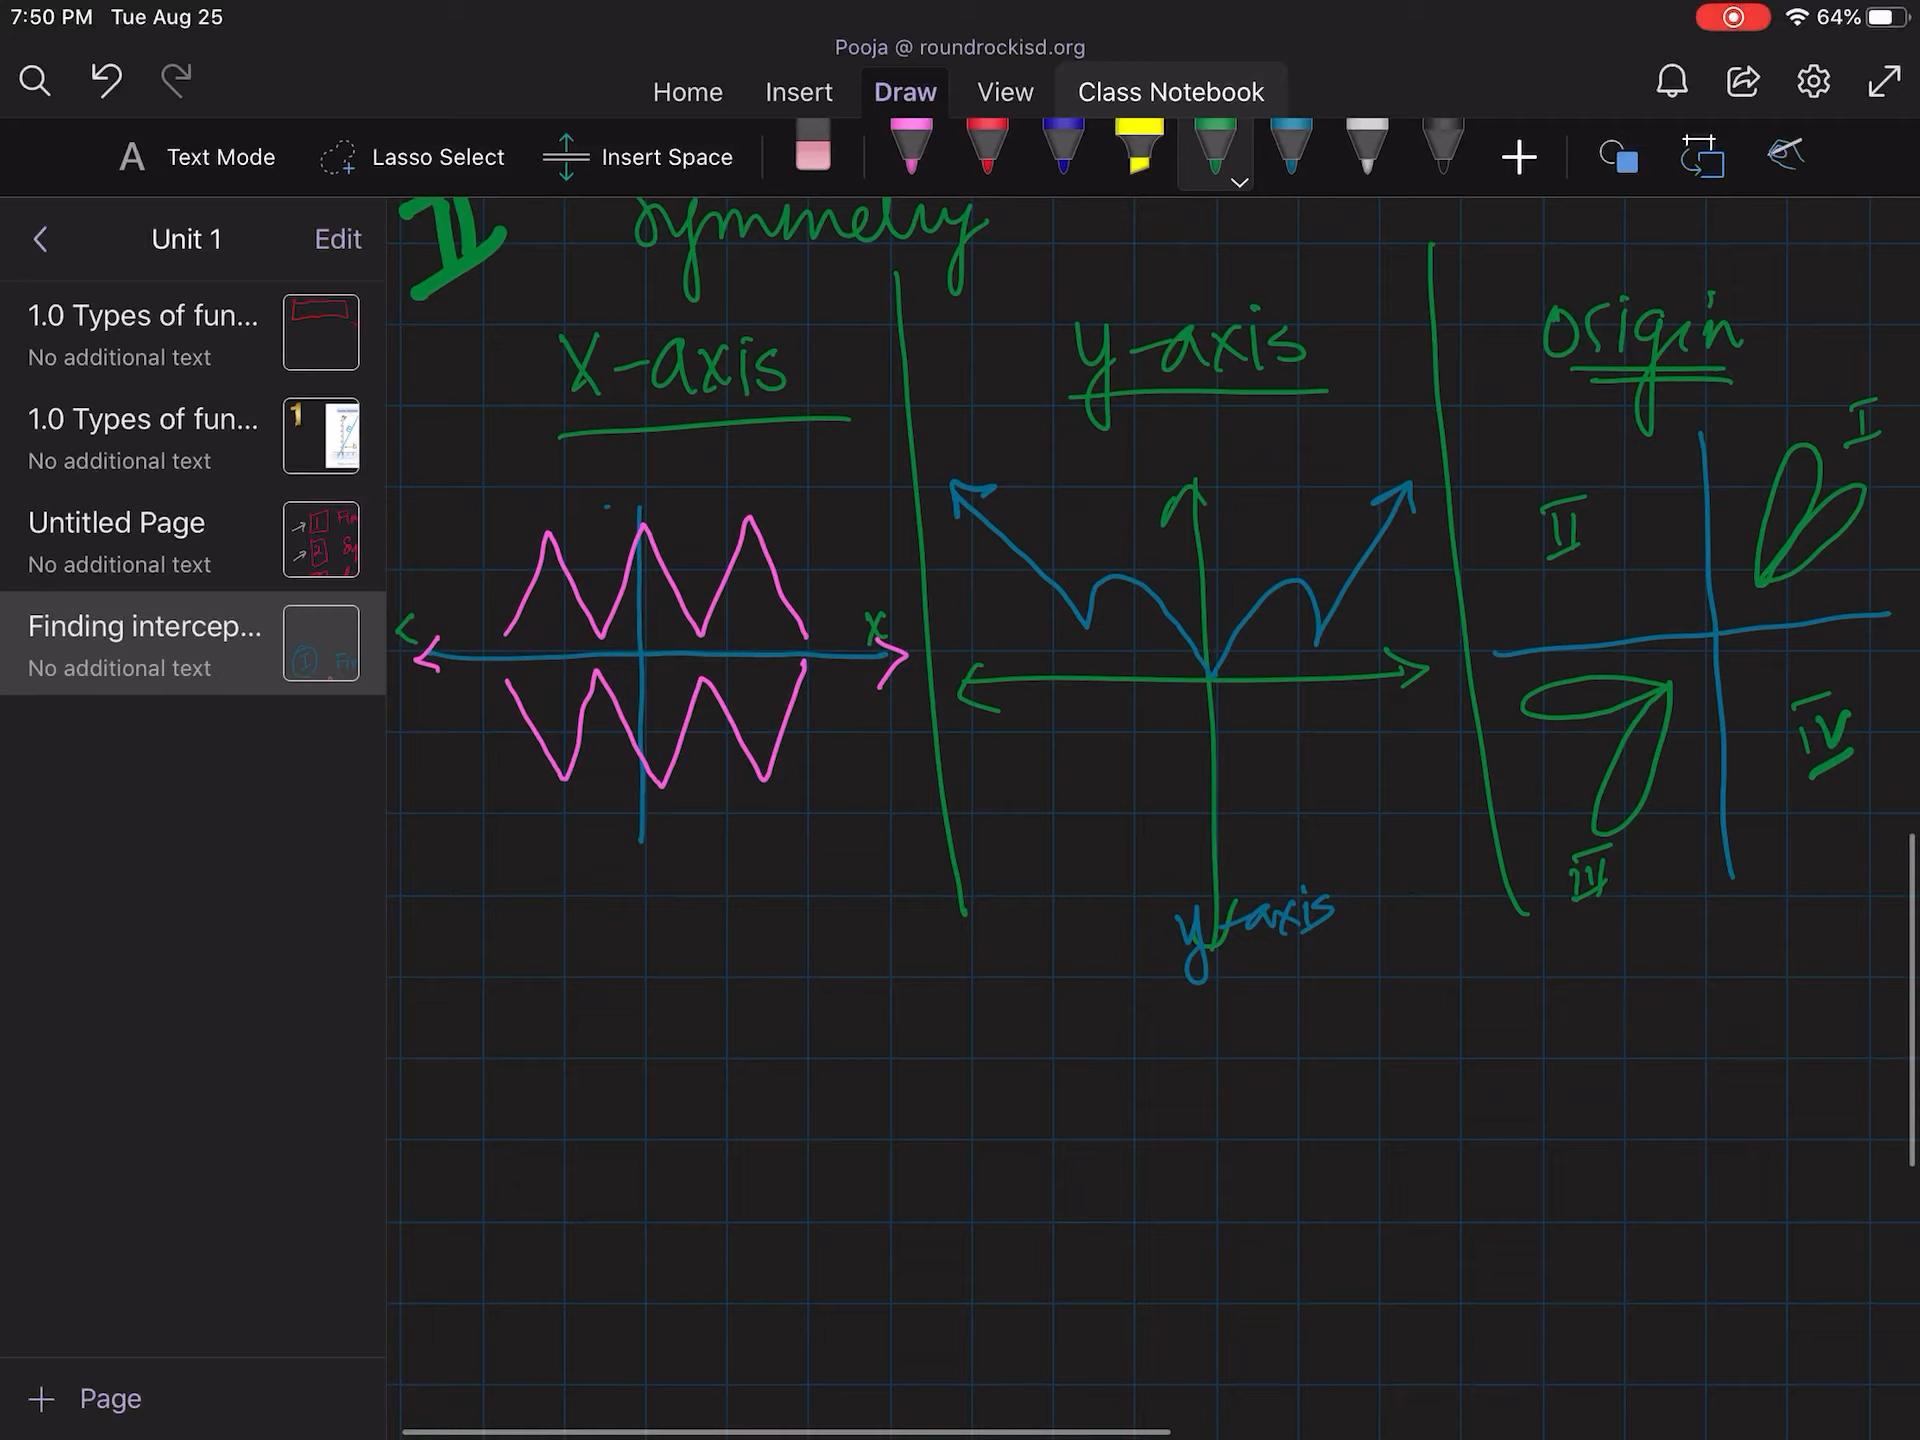 7:50 PM Tue Aug 25
64%
Pooja @ roundrockisd.org
Home Insert Draw View Class Notebook
A Text Mode Lasso Select Insert Space
Unit 1 Edit
1.0 Types of fun...
No additional text
1.0 Types of fun...
No additional text
Untitled Page
No additional text
Finding intercep...
No additional text
Page
II Symmetry
x-axis
y-axis
origin
I
II
x
IV
III
y-axis